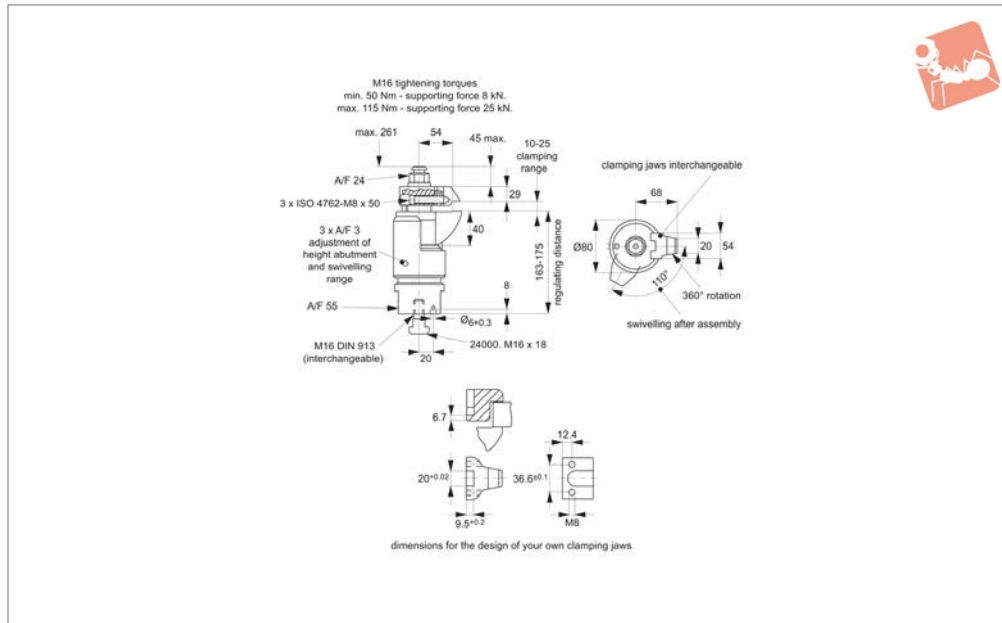 M16 tightening torques
min. 50 Nm - supporting force 8 kN.
max. 115 Nm - supporting force 25 kN.
max. 261
54
45 max.
10-25
clamping
range
A/F 24
29
3 x ISO 4762-M8 x 50
3 x A/F 3
adjustment of
height abutment
and swivelling
range
40
163-175
regulating distance
8
A/F 55
Ø6+0.3
M16 DIN 913
(interchangeable)
24000. M16 x 18
20
clamping jaws interchangeable
68
Ø80
20
54
110°
360° rotation
swivelling after assembly
6.7
12.4
20+0.02
36.6±0.1
9.5+0.2
M8
dimensions for the design of your own clamping jaws